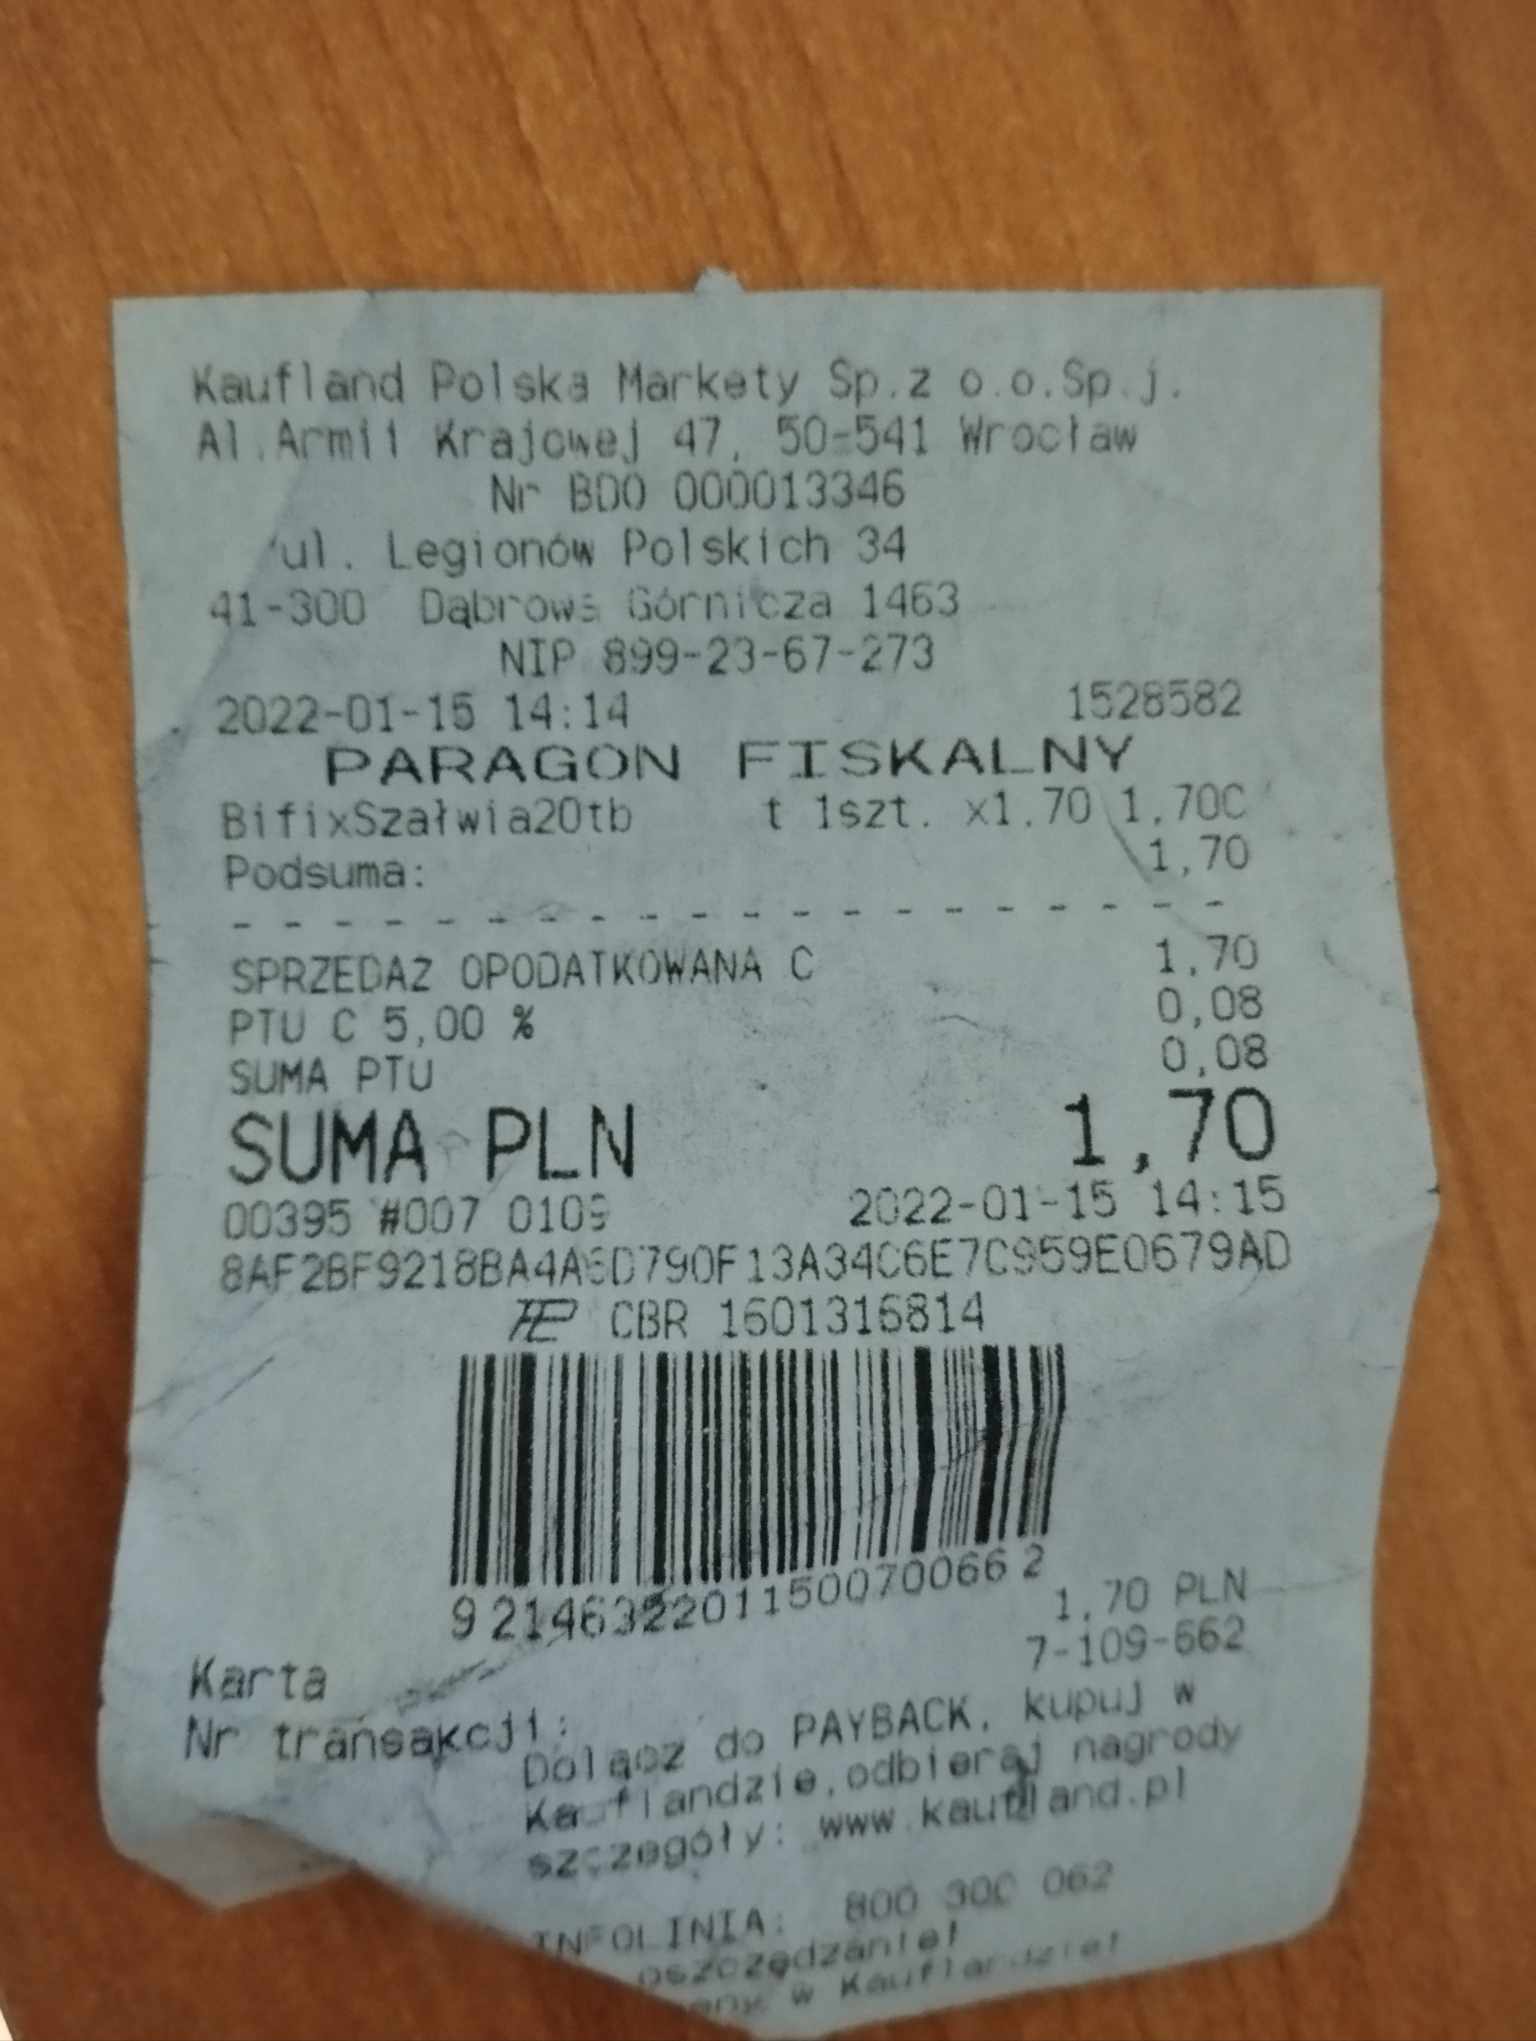 Kaufland Polska Markety Sp.z o.o.Sp.j.
Al.Armii Krajowej 47, 50-541 Wrocław
Nr BDO 000013346
ul. Legionów Polskich 34
41-300 Dąbrowa Górnicza 1463
NIP 899-23-67-273
2022-01-15 14:14 1528582
PARAGON FISKALNY
BifixSzałwia20tb t 1szt. x1,70 1,70C
Podsuma: 1,70
- - - - - - - - - - - - - - - - - - - -
SPRZEDAZ OPODATKOWANA C 1,70
PTU C 5,00 % 0,08
SUMA PTU 0,08
SUMA PLN 1,70
00395 #007 0109 2022-01-15 14:15
CBR 1601316814
9214632201150070066 2
Karta 1,70 PLN
Nr transakcji: 7-109-662
Dołącz do PAYBACK, kupuj w
Kauflandzie,odbieraj nagrody
szczegóły: www.kaufland.pl
INFOLINIA: 800 300 062
w